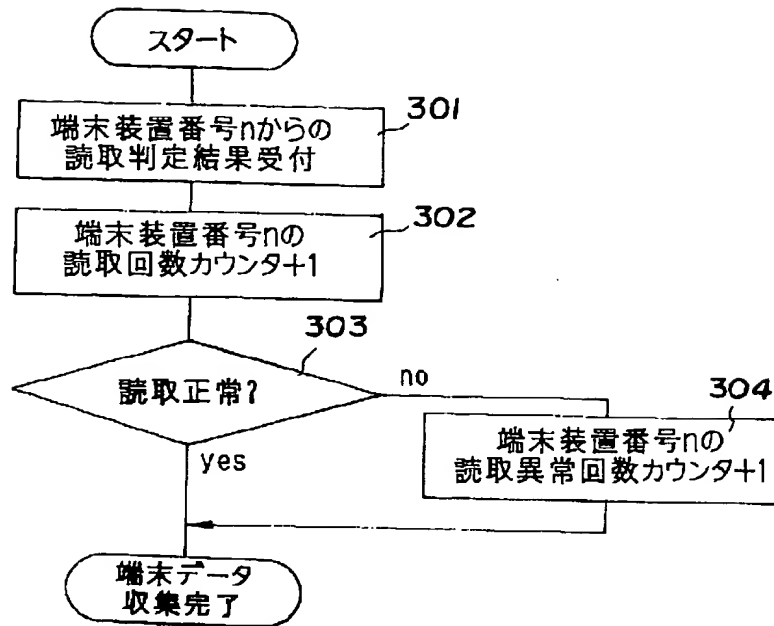 スタート
301
端末装置番号nからの
読取判定結果受付
302
端末装置番号nの
読取回数カウンタ+1
303
読取正常?
no
304
端末装置番号nの
読取異常回数カウンタ+1
yes
端末データ
収集完了